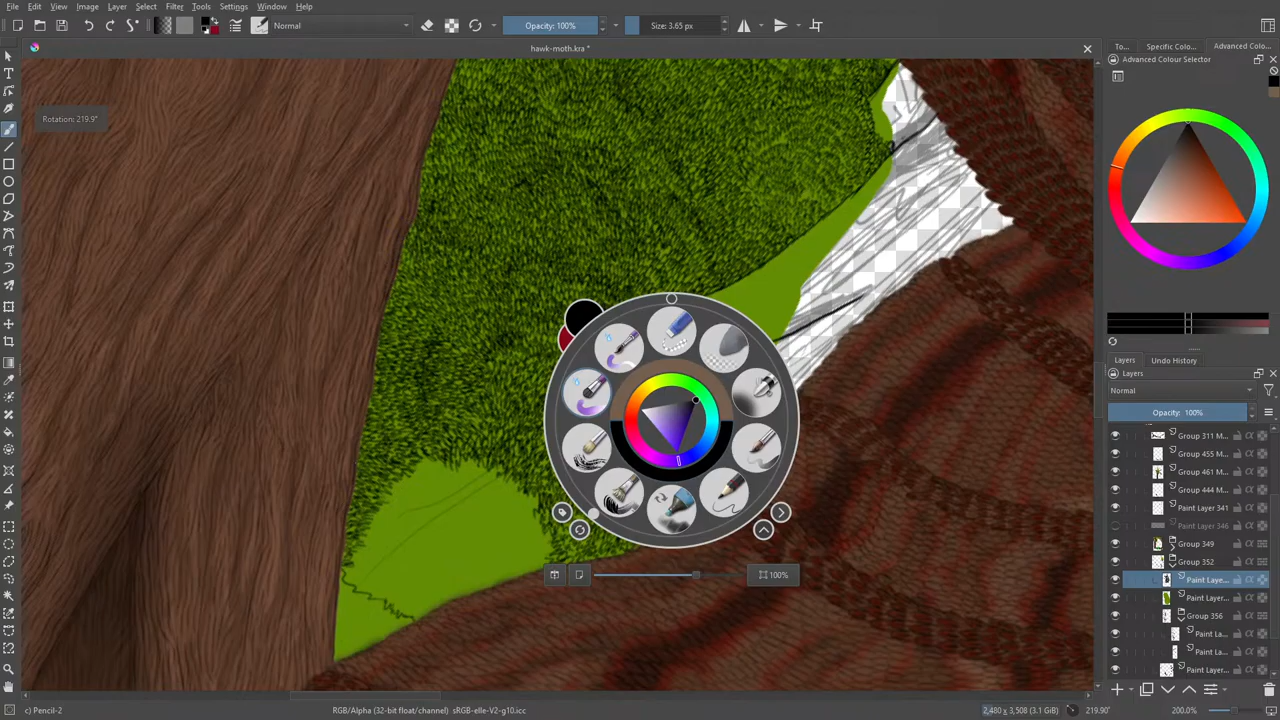 File Edit View Image Layer Select Filter Tools Settings Window Help
Normal
Opacity: 100%
Size: 3.65 px
hawk-moth.kra *
To... Specific Colo... Advanced Colo...
Advanced Colour Selector
Rotation: 219.9°
Layers Undo History
Layers
Normal
Opacity: 100%
Group 311 M
Group 455 M
Group 461 M
Group 444 M
Paint Layer 341
Paint Layer 346
Group 349
Group 352
Paint Laye...
Paint Layer...
Group 356
Paint La...
Paint La...
Paint Layer...
100%
c) Pencil-2
RGB/Alpha (32-bit float/channel) sRGB-elle-V2-g10.icc
2,480 x 3,508 (3.1 GiB)
219.90°
200.0%